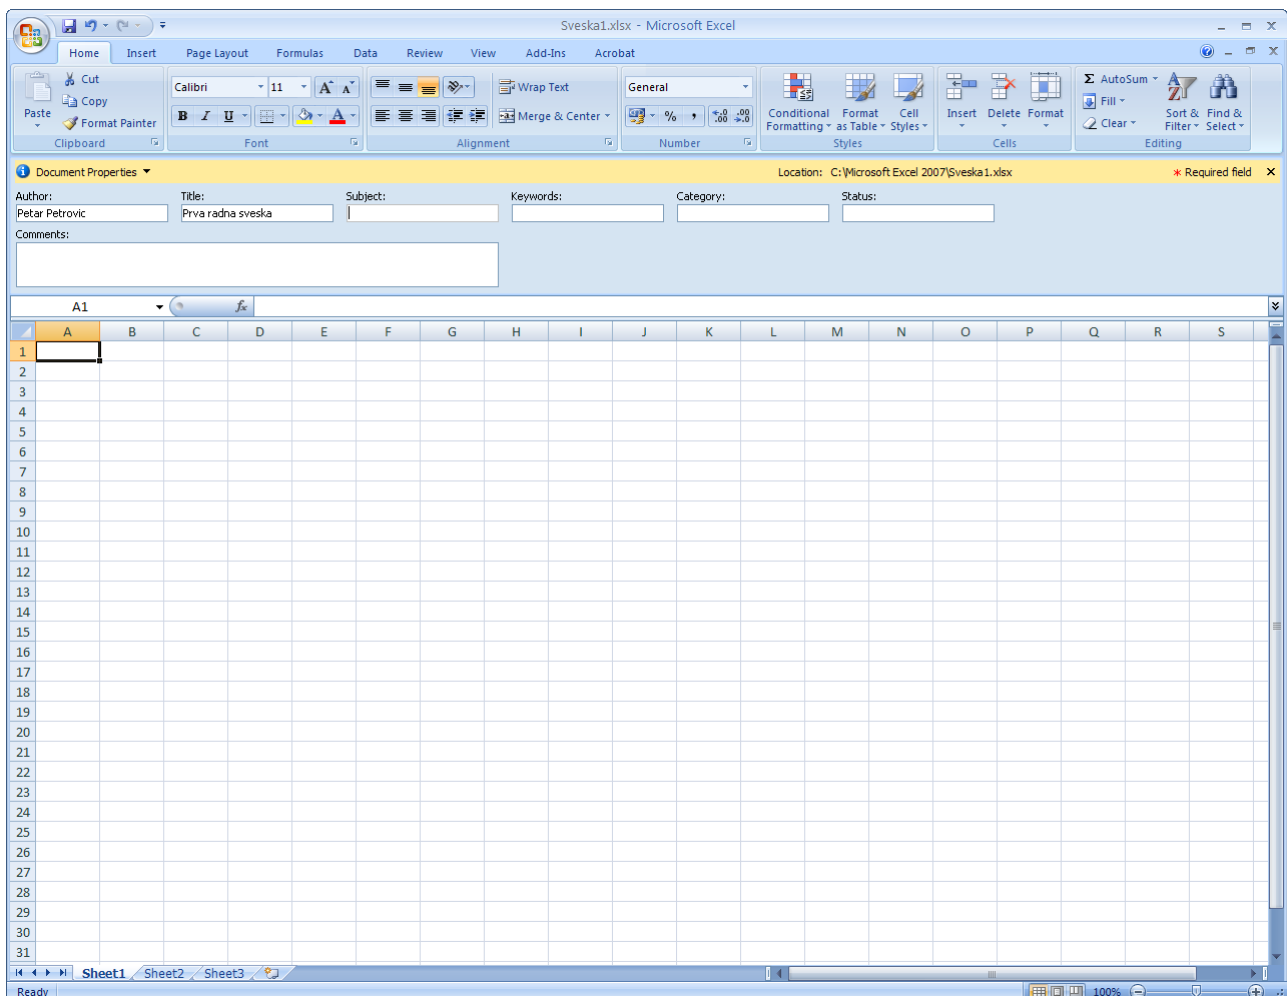 Sveska1.xlsx - Microsoft Excel
Home Insert Page Layout Formulas Data Review View Add-Ins Acrobat
Paste
Cut
Copy
Format Painter
Clipboard
Calibri 11
B I U
Font
Wrap Text
Merge & Center
Alignment
General
% ,
Number
Conditional Formatting
Format as Table
Cell Styles
Styles
Insert Delete Format
Cells
Σ AutoSum
Fill
Clear
Sort & Filter
Find & Select
Editing
Document Properties Location: C:\Microsoft Excel 2007\Sveska1.xlsx * Required field X
Author: Title: Subject: Keywords: Category: Status:
Petar Petrovic Prva radna sveska
Comments:
A1 fx
A B C D E F G H I J K L M N O P Q R S
1
2
3
4
5
6
7
8
9
10
11
12
13
14
15
16
17
18
19
20
21
22
23
24
25
26
27
28
29
30
31
Sheet1 Sheet2 Sheet3
Ready 100%